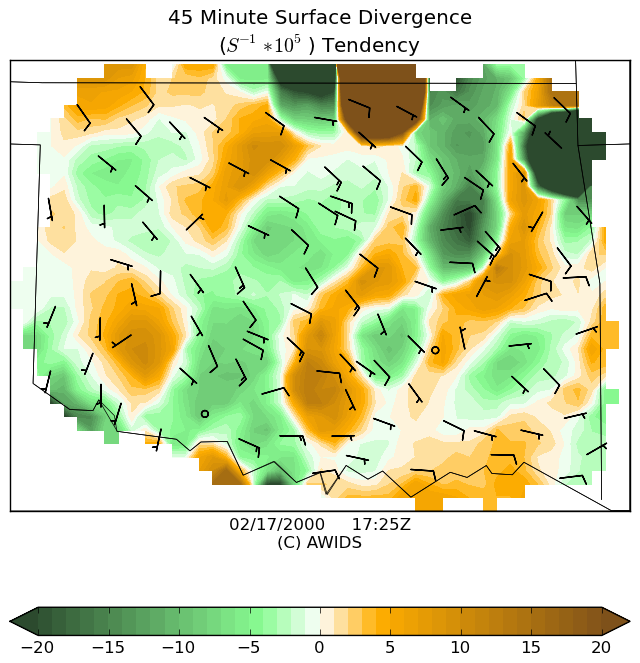 45 Minute Surface Divergence
(S⁻¹ *10⁵ ) Tendency
02/17/2000 17:25Z
(C) AWIDS
−20 −15 −10 −5 0 5 10 15 20